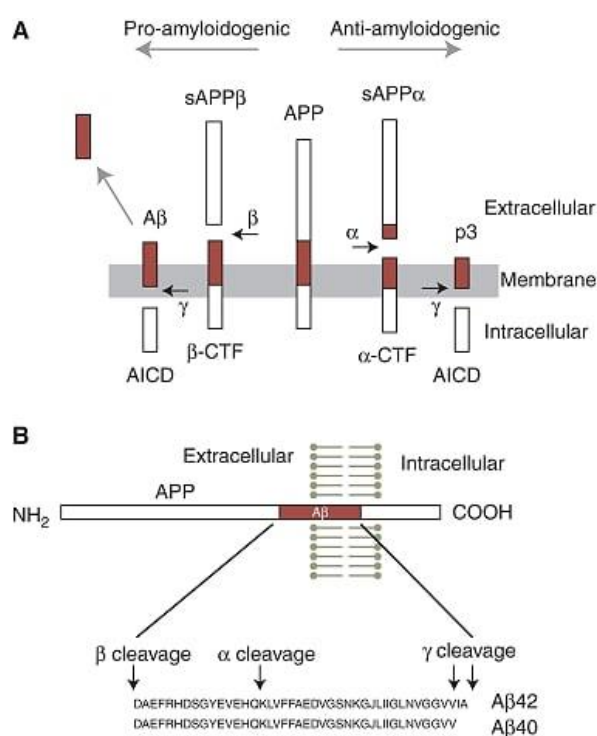 A
Pro-amyloidogenic Anti-amyloidogenic
sAPPβ APP sAPPα
Aβ β α p3 Extracellular
Membrane
γ γ
Intracellular
AICD β-CTF α-CTF AICD
B
Extracellular Intracellular
APP
NH2 Aβ COOH
β cleavage α cleavage γ cleavage
DAEFRHDSGYEVEHQKLVFFAEDVGSNKGJLIIGLNVGGVVIA Aβ42
DAEFRHDSGYEVEHQKLVFFAEDVGSNKGJLIIGLNVGGVV Aβ40